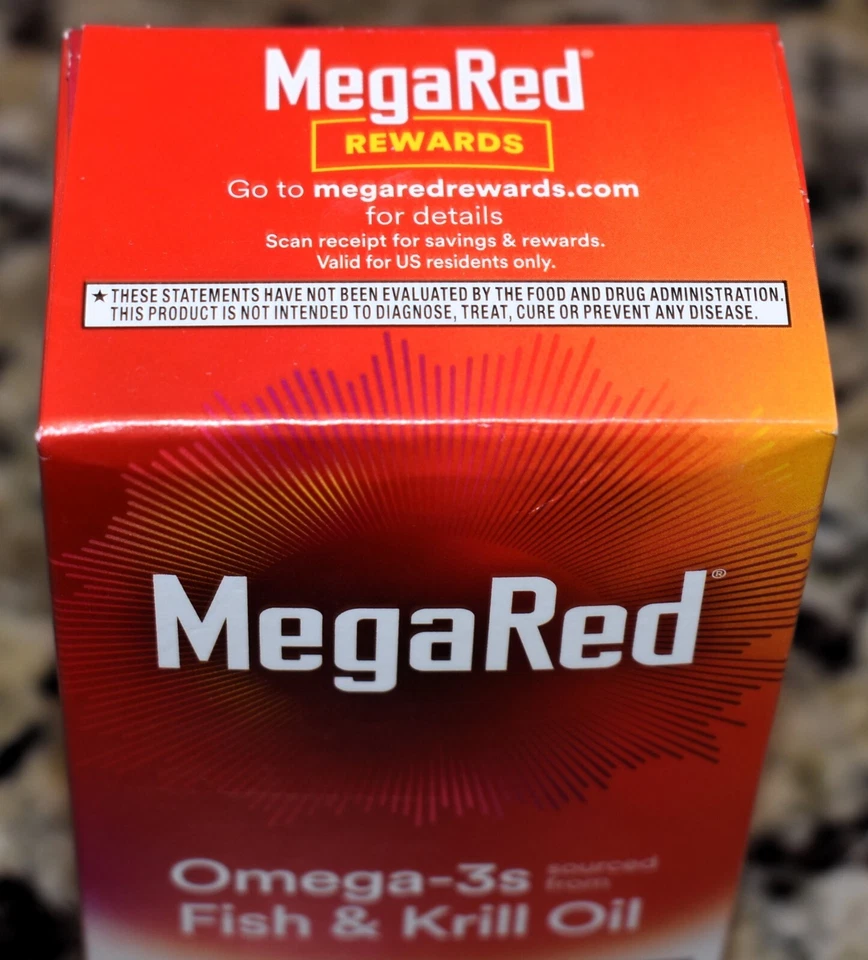 MegaRed®
REWARDS
Go to megaredrewards.com
for details
Scan receipt for savings & rewards.
Valid for US residents only.
★ THESE STATEMENTS HAVE NOT BEEN EVALUATED BY THE FOOD AND DRUG ADMINISTRATION.
THIS PRODUCT IS NOT INTENDED TO DIAGNOSE, TREAT, CURE OR PREVENT ANY DISEASE.
MegaRed®
Omega-3s sourced from
Fish & Krill Oil